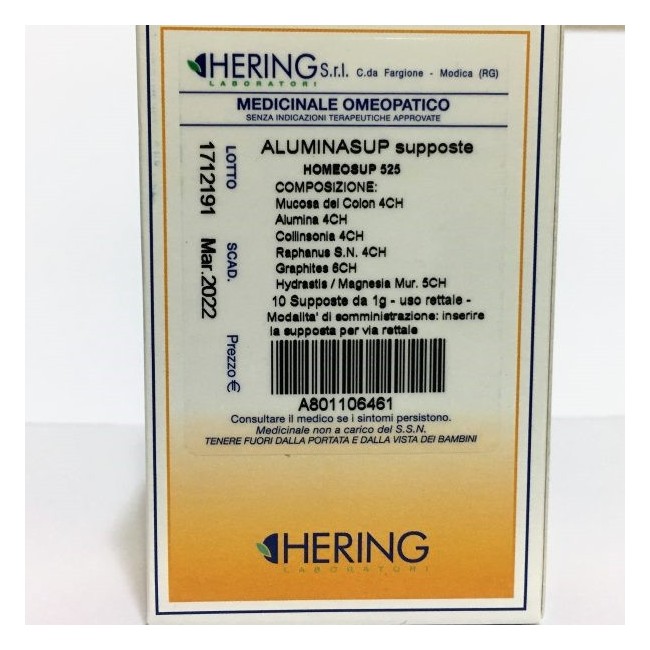 HERING S.r.l. C.da Fargione - Modica (RG)
LABORATORI
MEDICINALE OMEOPATICO
SENZA INDICAZIONI TERAPEUTICHE APPROVATE
ALUMINASUP supposte
HOMEOSUP 525
COMPOSIZIONE:
Mucosa del Colon 4CH
Alumina 4CH
Collinsonia 4CH
Raphanus S.N. 4CH
Graphites 6CH
Hydrastis / Magnesia Mur. 5CH
10 Supposte da 1g - uso rettale -
Modalita' di somministrazione: inserire
la supposta per via rettale
LOTTO SCAD. Prezzo €
1712191 Mar.2022
A801106461
Consultare il medico se i sintomi persistono.
Medicinale non a carico del S.S.N.
TENERE FUORI DALLA PORTATA E DALLA VISTA DEI BAMBINI
HERING
LABORATORI